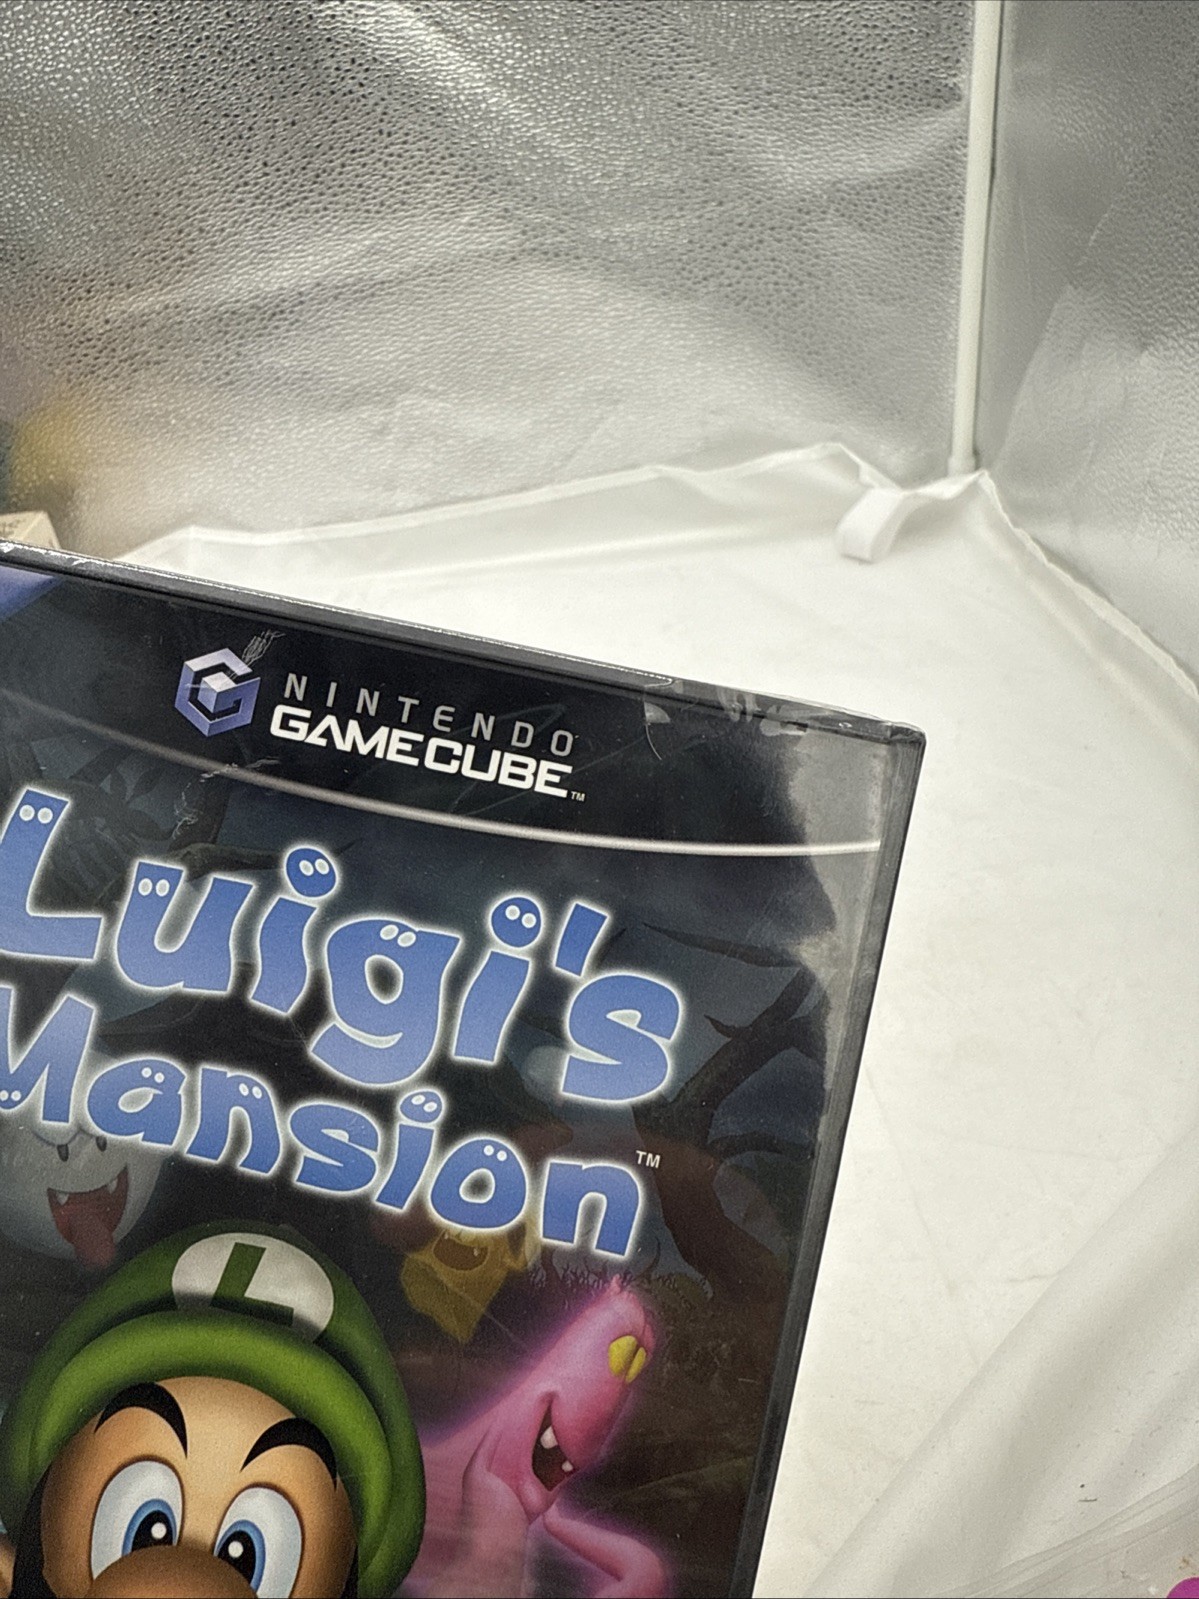 NINTENDO
GAMECUBE™
Luigi's
Mansion™
L